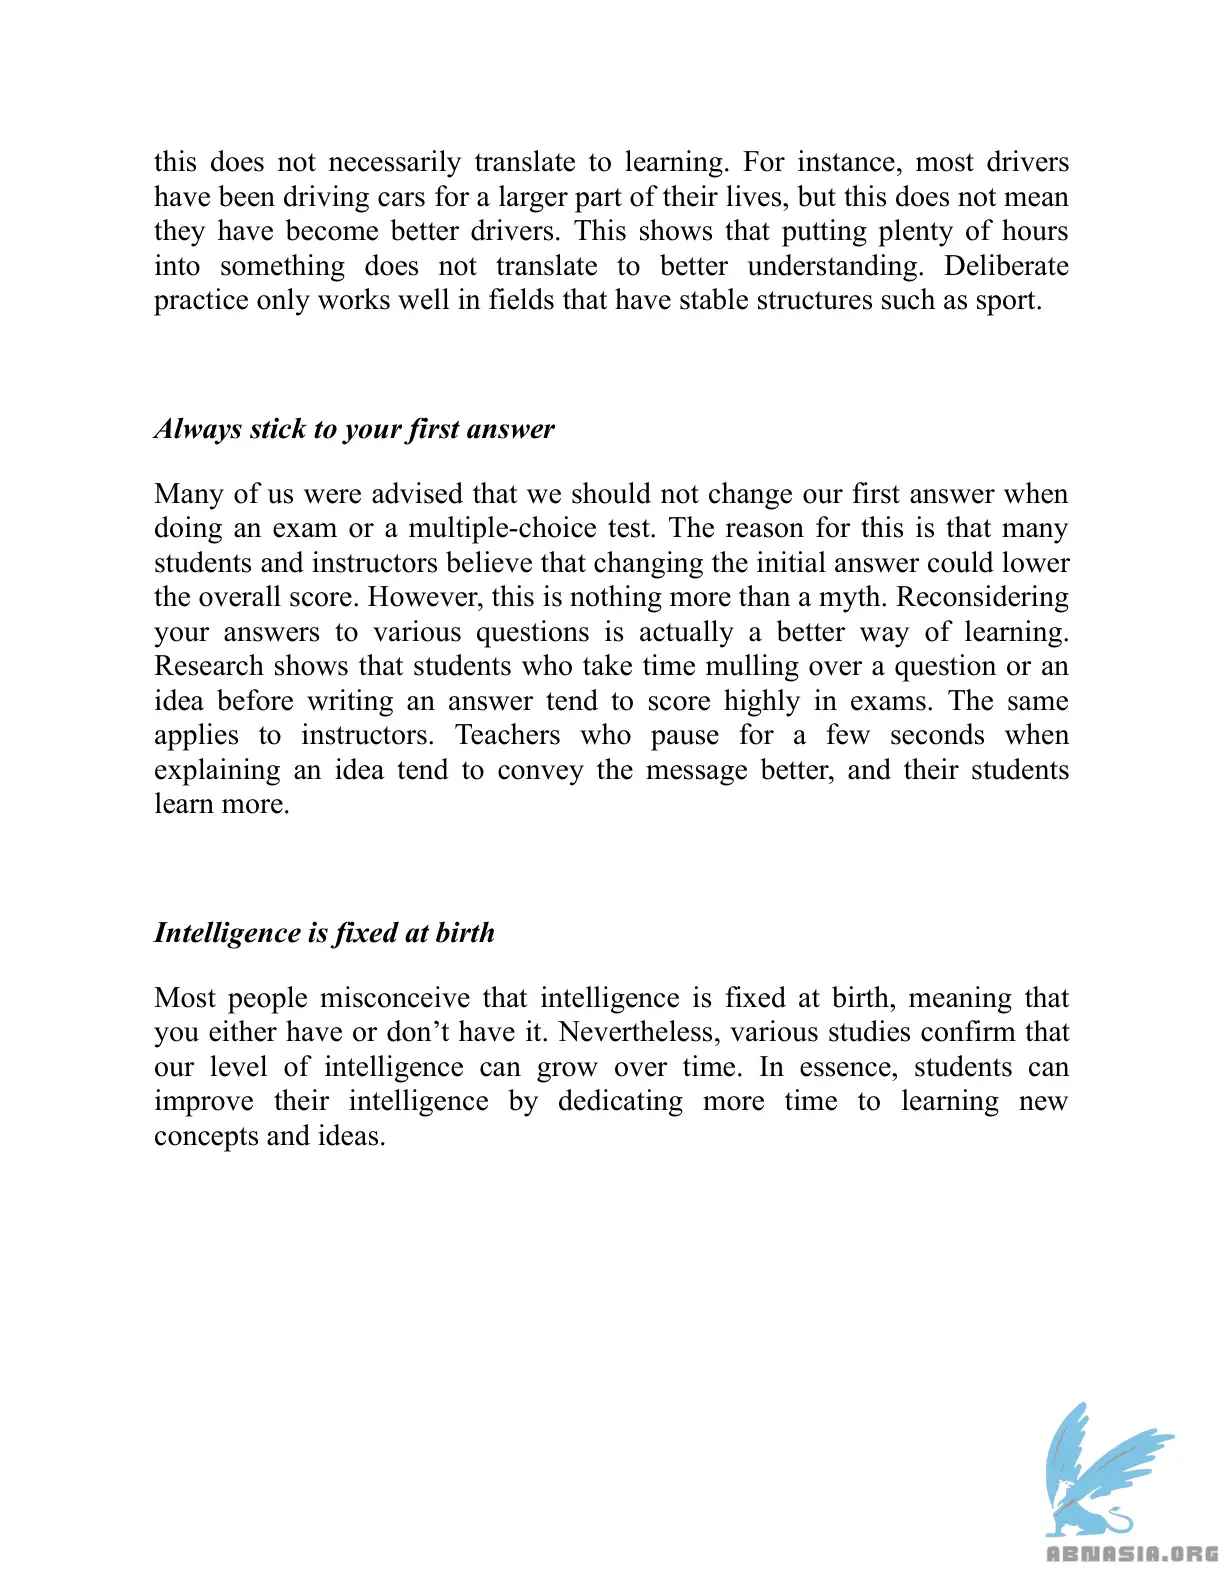 this does not necessarily translate to learning. For instance, most drivers
have been driving cars for a larger part of their lives, but this does not mean
they have become better drivers. This shows that putting plenty of hours
into something does not translate to better understanding. Deliberate
practice only works well in fields that have stable structures such as sport.
Always stick to your first answer
Many of us were advised that we should not change our first answer when
doing an exam or a multiple-choice test. The reason for this is that many
students and instructors believe that changing the initial answer could lower
the overall score. However, this is nothing more than a myth. Reconsidering
your answers to various questions is actually a better way of learning.
Research shows that students who take time mulling over a question or an
idea before writing an answer tend to score highly in exams. The same
applies to instructors. Teachers who pause for a few seconds when
explaining an idea tend to convey the message better, and their students
learn more.
Intelligence is fixed at birth
Most people misconceive that intelligence is fixed at birth, meaning that
you either have or don’t have it. Nevertheless, various studies confirm that
our level of intelligence can grow over time. In essence, students can
improve their intelligence by dedicating more time to learning new
concepts and ideas.
ABNASIA.ORG